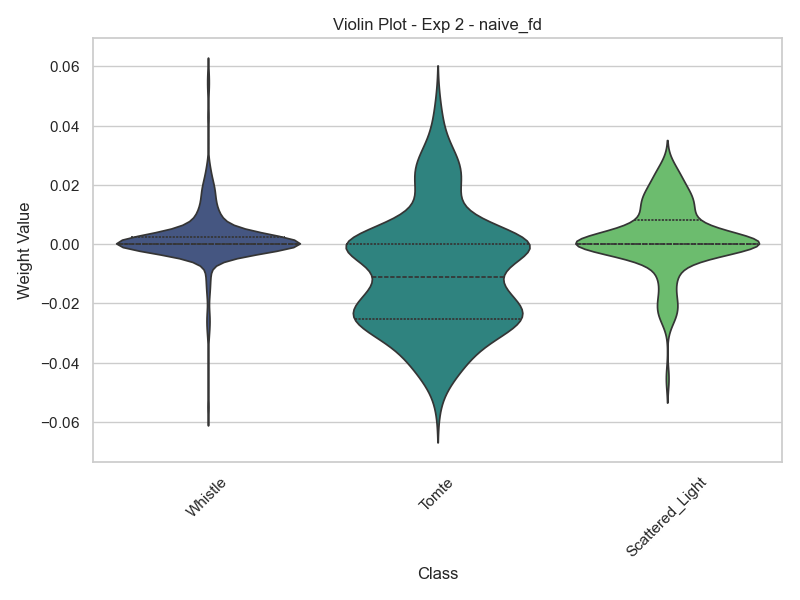 Violin Plot - Exp 2 - naive_fd
0.06
0.04
0.02
0.00
−0.02
−0.04
−0.06
Weight Value
Whistle
Tomte
Scattered_Light
Class